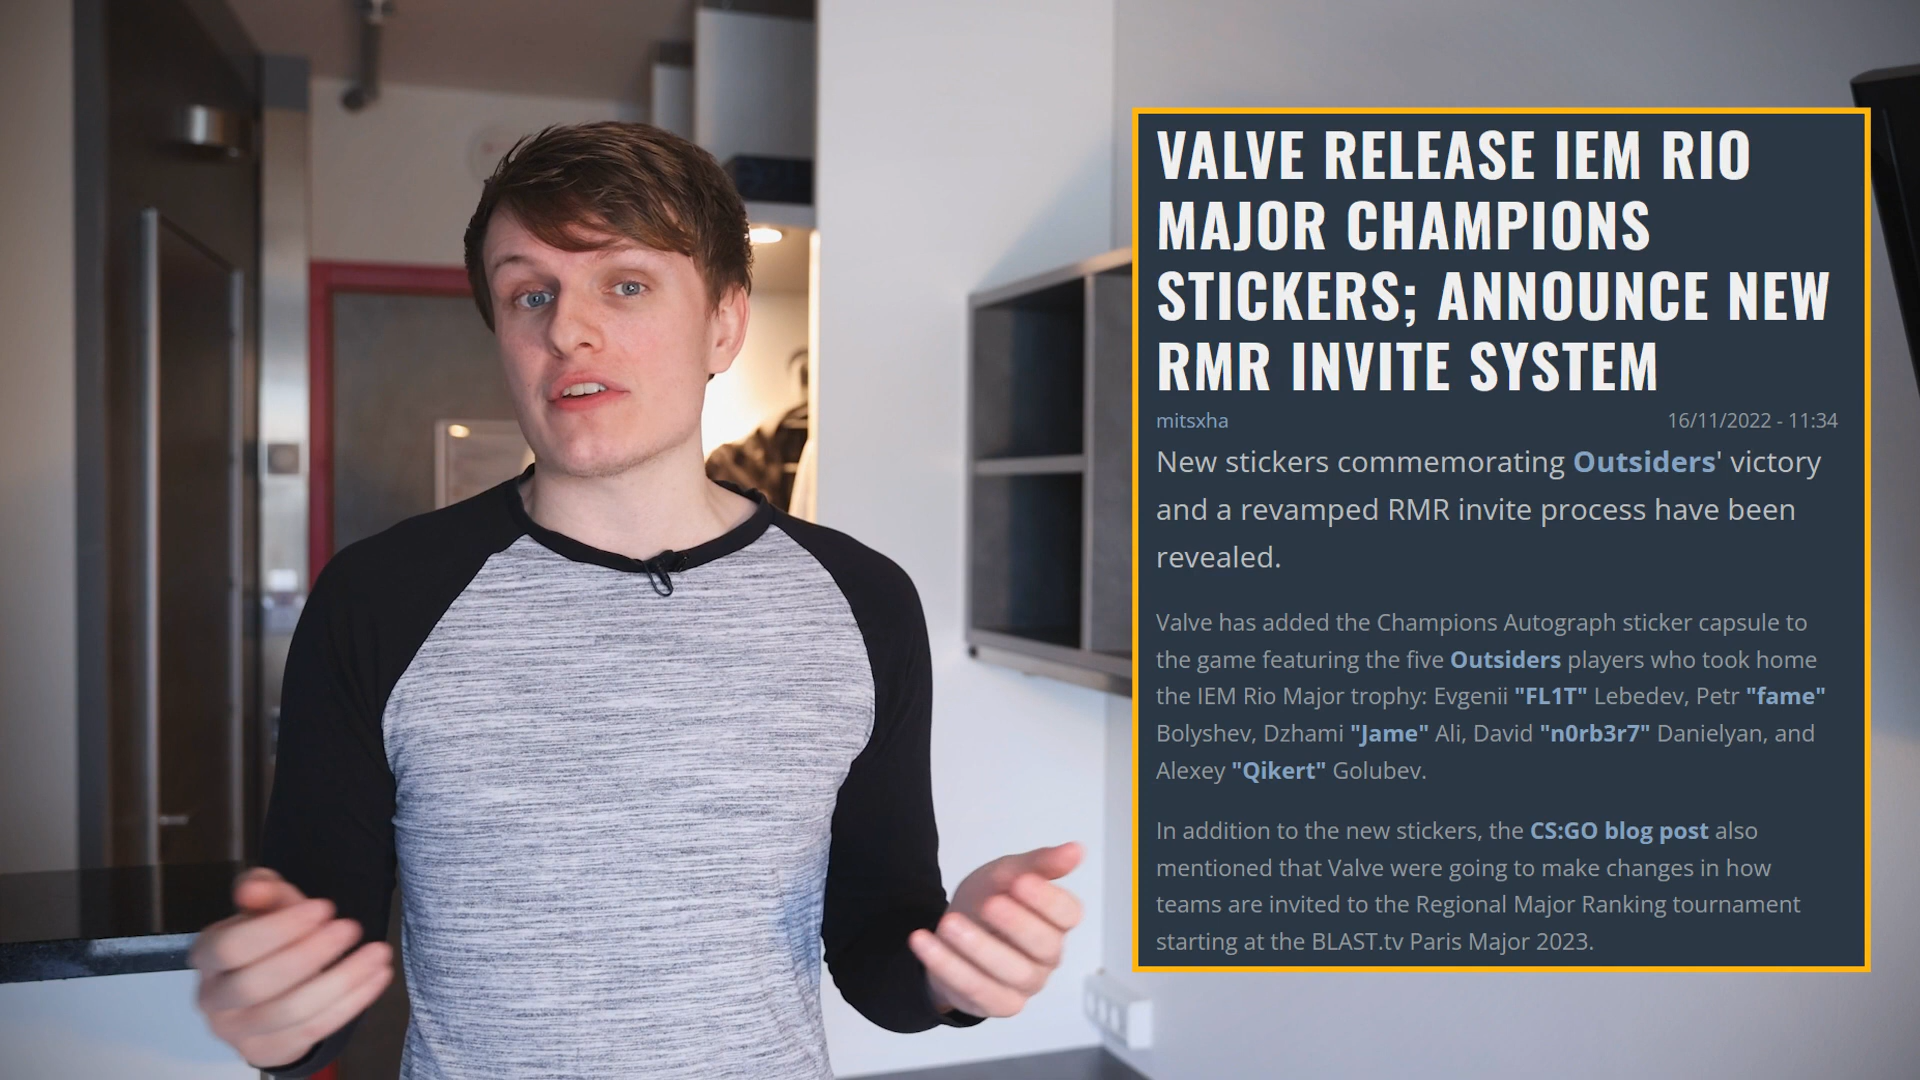 VALVE RELEASE IEM RIO
MAJOR CHAMPIONS
STICKERS; ANNOUNCE NEW
RMR INVITE SYSTEM
mitsxha 16/11/2022 - 11:34
New stickers commemorating Outsiders' victory
and a revamped RMR invite process have been
revealed.
Valve has added the Champions Autograph sticker capsule to
the game featuring the five Outsiders players who took home
the IEM Rio Major trophy: Evgenii "FL1T" Lebedev, Petr "fame"
Bolyshev, Dzhami "Jame" Ali, David "n0rb3r7" Danielyan, and
Alexey "Qikert" Golubev.
In addition to the new stickers, the CS:GO blog post also
mentioned that Valve were going to make changes in how
teams are invited to the Regional Major Ranking tournament
starting at the BLAST.tv Paris Major 2023.